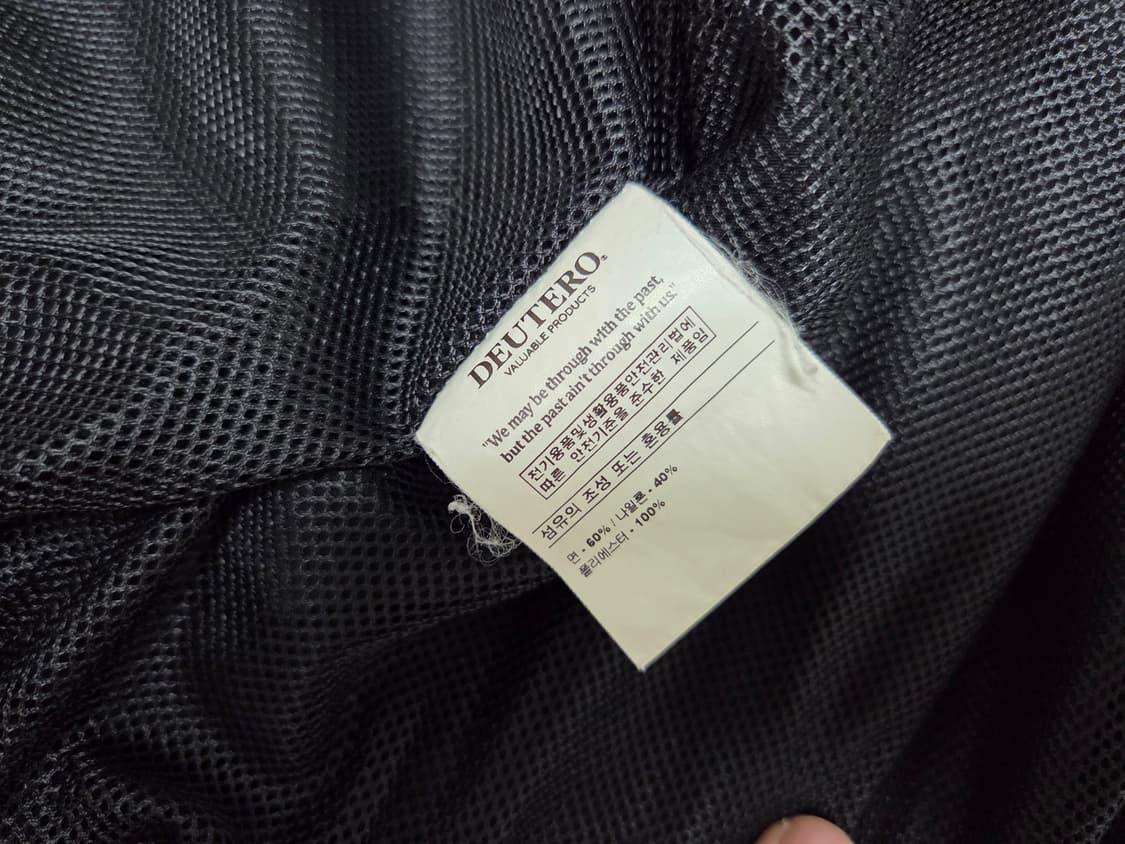 DEUTERO®
VALUABLE PRODUCTS
"We may be through with the past,
but the past ain't through with us."
전기용품및생활용품안전관리법에
따른 안전기준을 준수한 제품임
섬유의 조성 또는 혼용률
면 - 60% / 나일론 - 40%
폴리에스터 - 100%